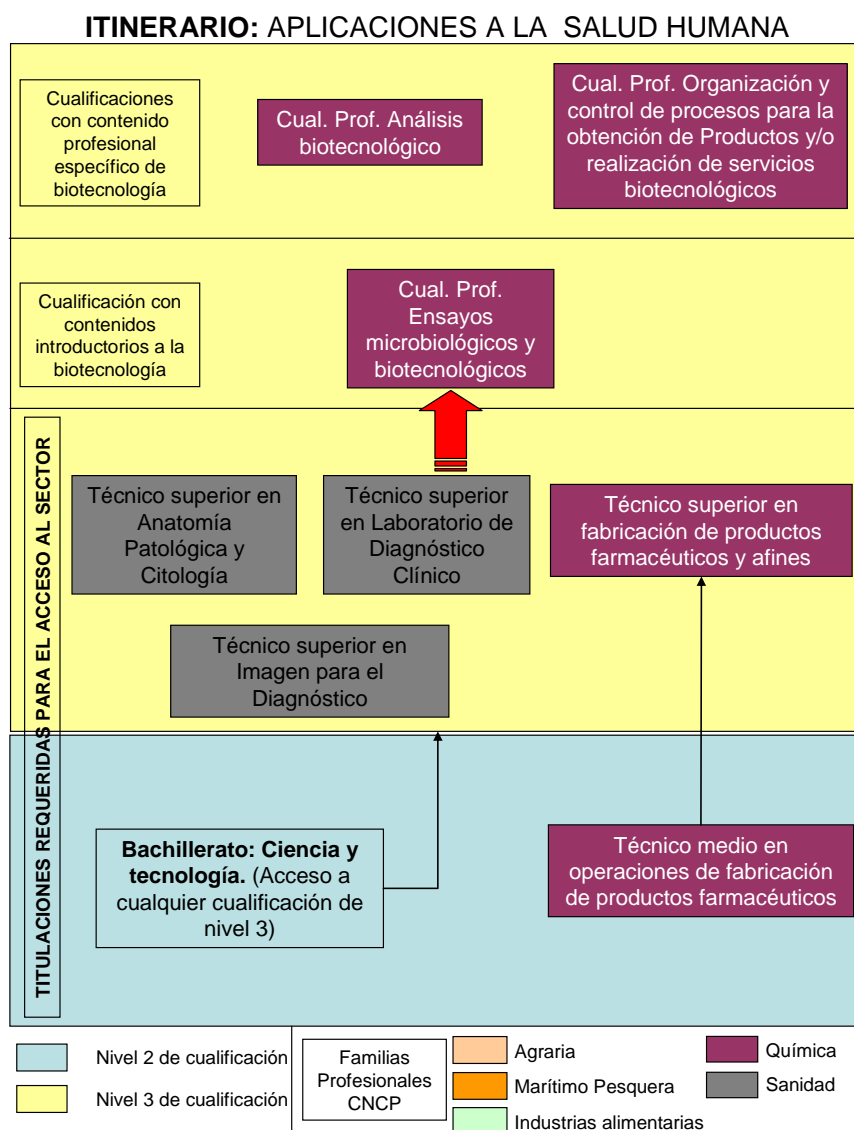 ITINERARIO: APLICACIONES A LA SALUD HUMANA
Cualificaciones
con contenido
profesional
específico de
biotecnología
Cual. Prof. Análisis
biotecnológico
Cual. Prof. Organización y
control de procesos para la
obtención de Productos y/o
realización de servicios
biotecnológicos
Cualificación con
contenidos
introductorios a la
biotecnología
Cual. Prof.
Ensayos
microbiológicos y
biotecnológicos
TITULACIONES REQUERIDAS PARA EL ACCESO AL SECTOR
Técnico superior en
Anatomía
Patológica y
Citología
Técnico superior
en Laboratorio de
Diagnóstico
Clínico
Técnico superior en
fabricación de productos
farmacéuticos y afines
Técnico superior en
Imagen para el
Diagnóstico
Bachillerato: Ciencia y
tecnología. (Acceso a
cualquier cualificación de
nivel 3)
Técnico medio en
operaciones de fabricación
de productos farmacéuticos
Nivel 2 de cualificación
Nivel 3 de cualificación
Familias
Profesionales
CNCP
Agraria
Marítimo Pesquera
Industrias alimentarias
Química
Sanidad